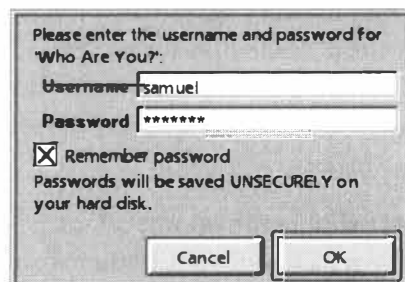 Please enter the username and password for
'Who Are You?':
Username samuel
Password *******
Remember password
Passwords will be saved UNSECURELY on
your hard disk.
Cancel OK